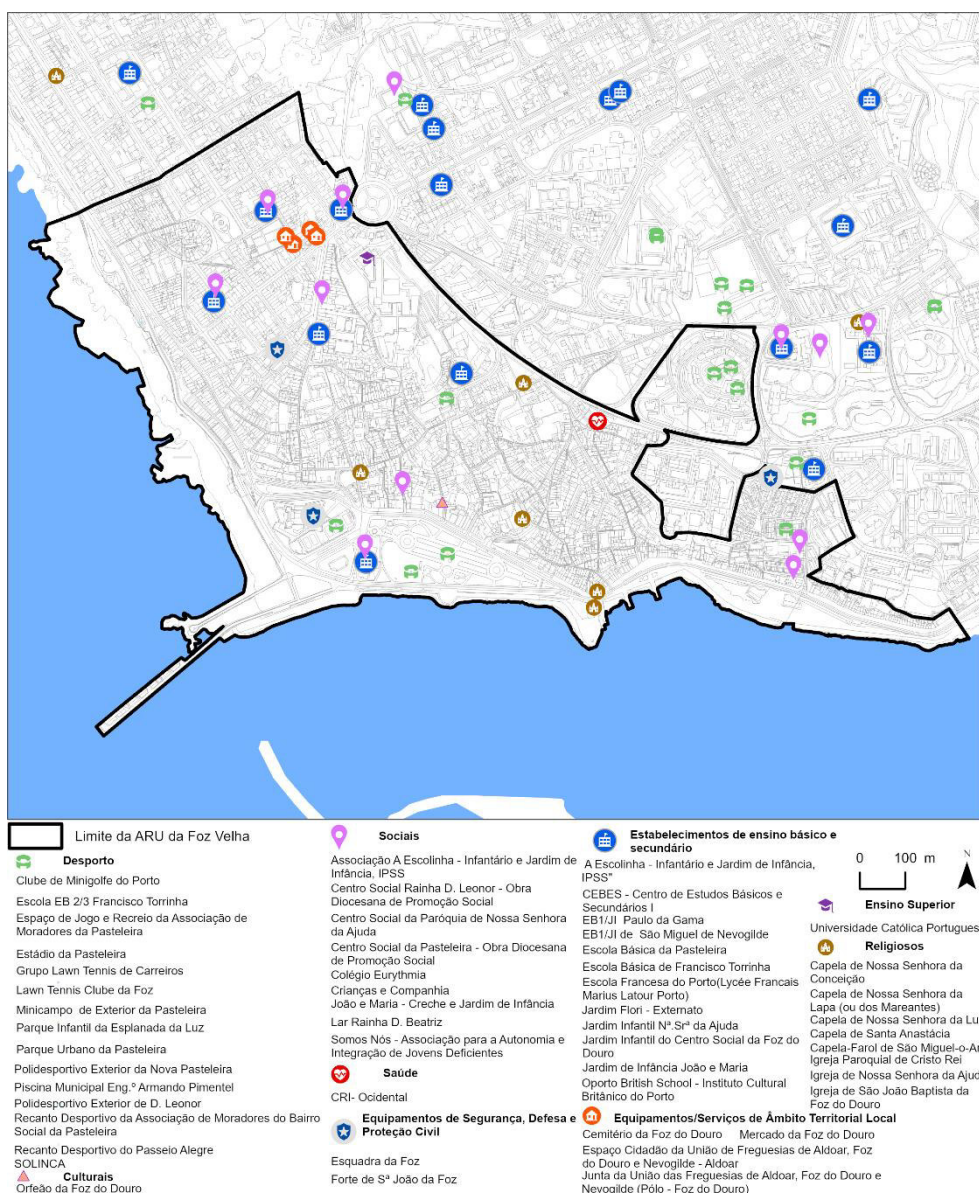 Limite da ARU da Foz Velha
Desporto
Clube de Minigolfe do Porto
Escola EB 2/3 Francisco Torrinha
Espaço de Jogo e Recreio da Associação de
Moradores da Pasteleira
Estádio da Pasteleira
Grupo Lawn Tennis de Carreiros
Lawn Tennis Clube da Foz
Minicampo de Exterior da Pasteleira
Parque Infantil da Esplanada da Luz
Parque Urbano da Pasteleira
Polidesportivo Exterior da Nova Pasteleira
Piscina Municipal Eng.º Armando Pimentel
Polidesportivo Exterior de D. Leonor
Recanto Desportivo da Associação de Moradores do Bairro
Social da Pasteleira
Recanto Desportivo do Passeio Alegre
SOLINCA
Culturais
Orfeão da Foz do Douro
Sociais
Associação A Escolinha - Infantário e Jardim de
Infância, IPSS
Centro Social Rainha D. Leonor - Obra
Diocesana de Promoção Social
Centro Social da Paróquia de Nossa Senhora
da Ajuda
Centro Social da Pasteleira - Obra Diocesana
de Promoção Social
Colégio Eurythmia
Crianças e Companhia
João e Maria - Creche e Jardim de Infância
Lar Rainha D. Beatriz
Somos Nós - Associação para a Autonomia e
Integração de Jovens Deficientes
Saúde
CRI- Ocidental
Equipamentos de Segurança, Defesa e
Proteção Civil
Esquadra da Foz
Forte de Sª João da Foz
Estabelecimentos de ensino básico e
secundário
A Escolinha - Infantário e Jardim de Infância,
IPSS"
CEBES - Centro de Estudos Básicos e
Secundários I
EB1/JI Paulo da Gama
EB1/JI de São Miguel de Nevogilde
Escola Básica da Pasteleira
Escola Básica de Francisco Torrinha
Escola Francesa do Porto(Lycée Francais
Marius Latour Porto)
Jardim Flori - Externato
Jardim Infantil Nª.Srª da Ajuda
Jardim Infantil do Centro Social da Foz do
Douro
Jardim de Infância João e Maria
Oporto British School - Instituto Cultural
Britânico do Porto
Equipamentos/Serviços de Âmbito Territorial Local
Cemitério da Foz do Douro Mercado da Foz do Douro
Espaço Cidadão da União de Freguesias de Aldoar, Foz
do Douro e Nevogilde - Aldoar
Junta da União das Freguesias de Aldoar, Foz do Douro e
Nevogilde (Pólo - Foz do Douro)
0 100 m
N
Ensino Superior
Universidade Católica Portugues
Religiosos
Capela de Nossa Senhora da
Conceição
Capela de Nossa Senhora da
Lapa (ou dos Mareantes)
Capela de Nossa Senhora da Lu
Capela de Santa Anastácia
Capela-Farol de São Miguel-o-An
Igreja Paroquial de Cristo Rei
Igreja de Nossa Senhora da Ajud
Igreja de São João Baptista da
Foz do Douro